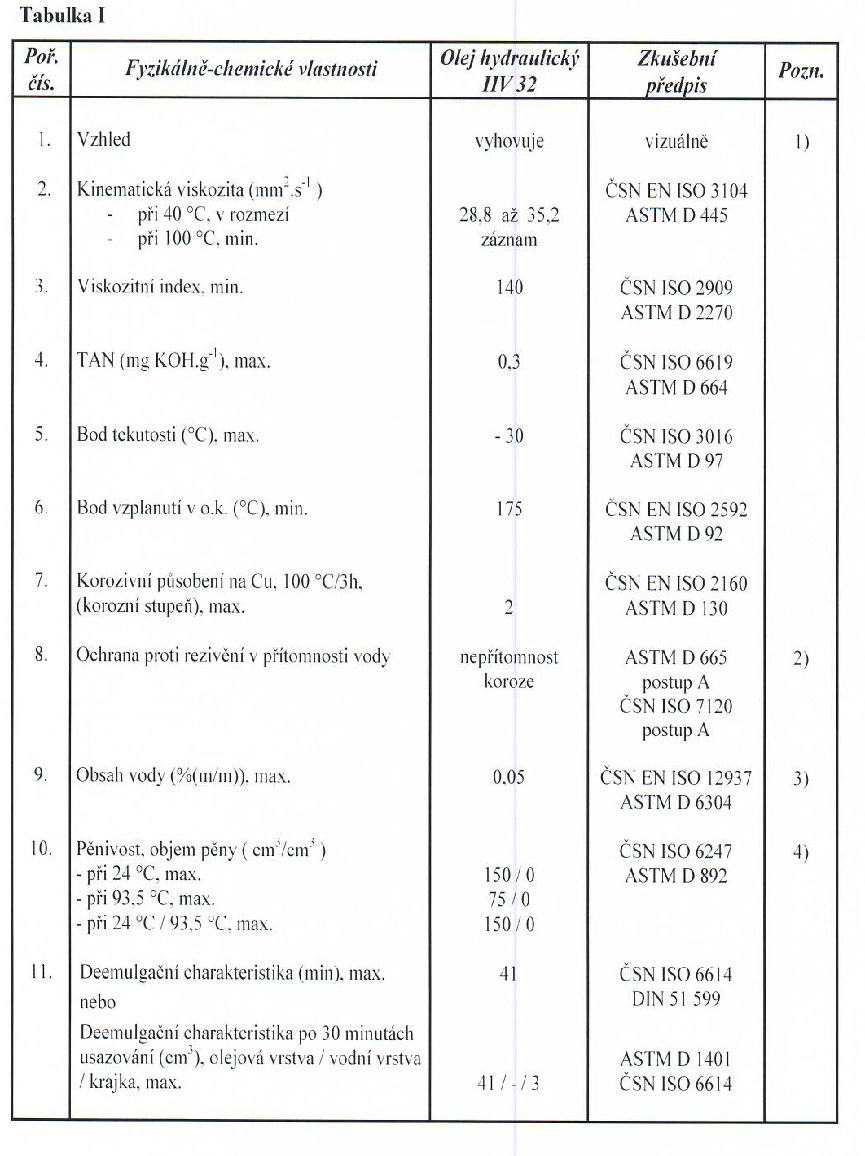 Tabulka I
Poř. čís. Fyzikálně-chemické vlastnosti Olej hydraulický HV 32 Zkušební předpis Pozn.
1. Vzhled vyhovuje vizuálně 1)
2. Kinematická viskozita (mm².s⁻¹ ) ČSN EN ISO 3104
- při 40 °C, v rozmezí 28,8 až 35,2 ASTM D 445
- při 100 °C, min. záznam
3. Viskozitní index, min. 140 ČSN ISO 2909
ASTM D 2270
4. TAN (mg KOH.g⁻¹), max. 0,3 ČSN ISO 6619
ASTM D 664
5. Bod tekutosti (°C), max. - 30 ČSN ISO 3016
ASTM D 97
6. Bod vzplanutí v o.k. (°C), min. 175 ČSN EN ISO 2592
ASTM D 92
7. Korozivní působení na Cu, 100 °C/3h, ČSN EN ISO 2160
(korozní stupeň), max. 2 ASTM D 130
8. Ochrana proti rezivění v přítomnosti vody nepřítomnost ASTM D 665 2)
koroze postup A
ČSN ISO 7120
postup A
9. Obsah vody (%(m/m)), max. 0,05 ČSN EN ISO 12937 3)
ASTM D 6304
10. Pěnivost, objem pěny ( cm³/cm³ ) ČSN ISO 6247 4)
- při 24 °C, max. 150 / 0 ASTM D 892
- při 93,5 °C, max. 75 / 0
- při 24 °C / 93,5 °C, max. 150 / 0
11. Deemulgační charakteristika (min), max. 41 ČSN ISO 6614
nebo DIN 51 599
Deemulgační charakteristika po 30 minutách
usazování (cm³), olejová vrstva / vodní vrstva ASTM D 1401
/ krajka, max. 41 / - / 3 ČSN ISO 6614